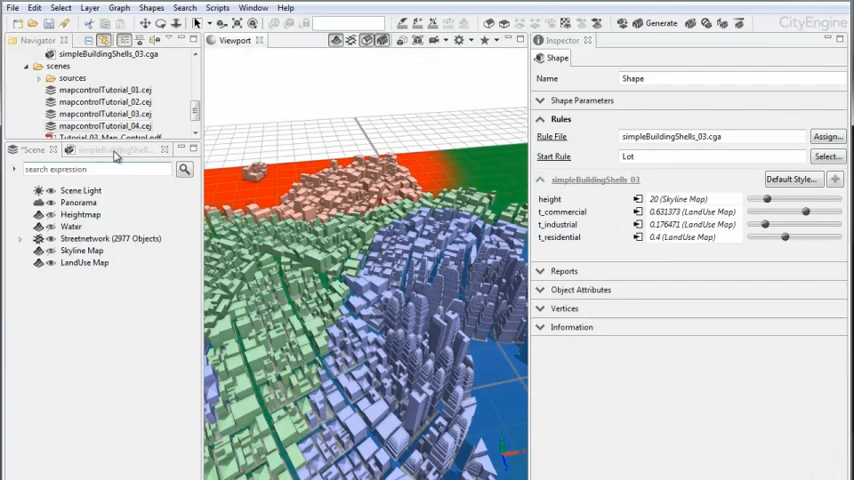 File Edit Select Layer Graph Shapes Search Scripts Window Help
CityEngine
Generate
Navigator
simpleBuildingShells_03.cga
scenes
sources
mapcontrolTutorial_01.cej
mapcontrolTutorial_02.cej
mapcontrolTutorial_03.cej
mapcontrolTutorial_04.cej
Tutorial_03_Map_Control.pdf
*Scene
simpleBuildingShell...
search expression
Scene Light
Panorama
Heightmap
Water
Streetnetwork (2977 Objects)
Skyline Map
LandUse Map
Viewport
Inspector
Shape
Name Shape
Shape Parameters
Rules
Rule File simpleBuildingShells_03.cga Assign...
Start Rule Lot Select...
simpleBuildingShells_03 Default Style...
height 20 (Skyline Map)
t_commercial 0.631373 (LandUse Map)
t_industrial 0.176471 (LandUse Map)
t_residential 0.4 (LandUse Map)
Reports
Object Attributes
Vertices
Information